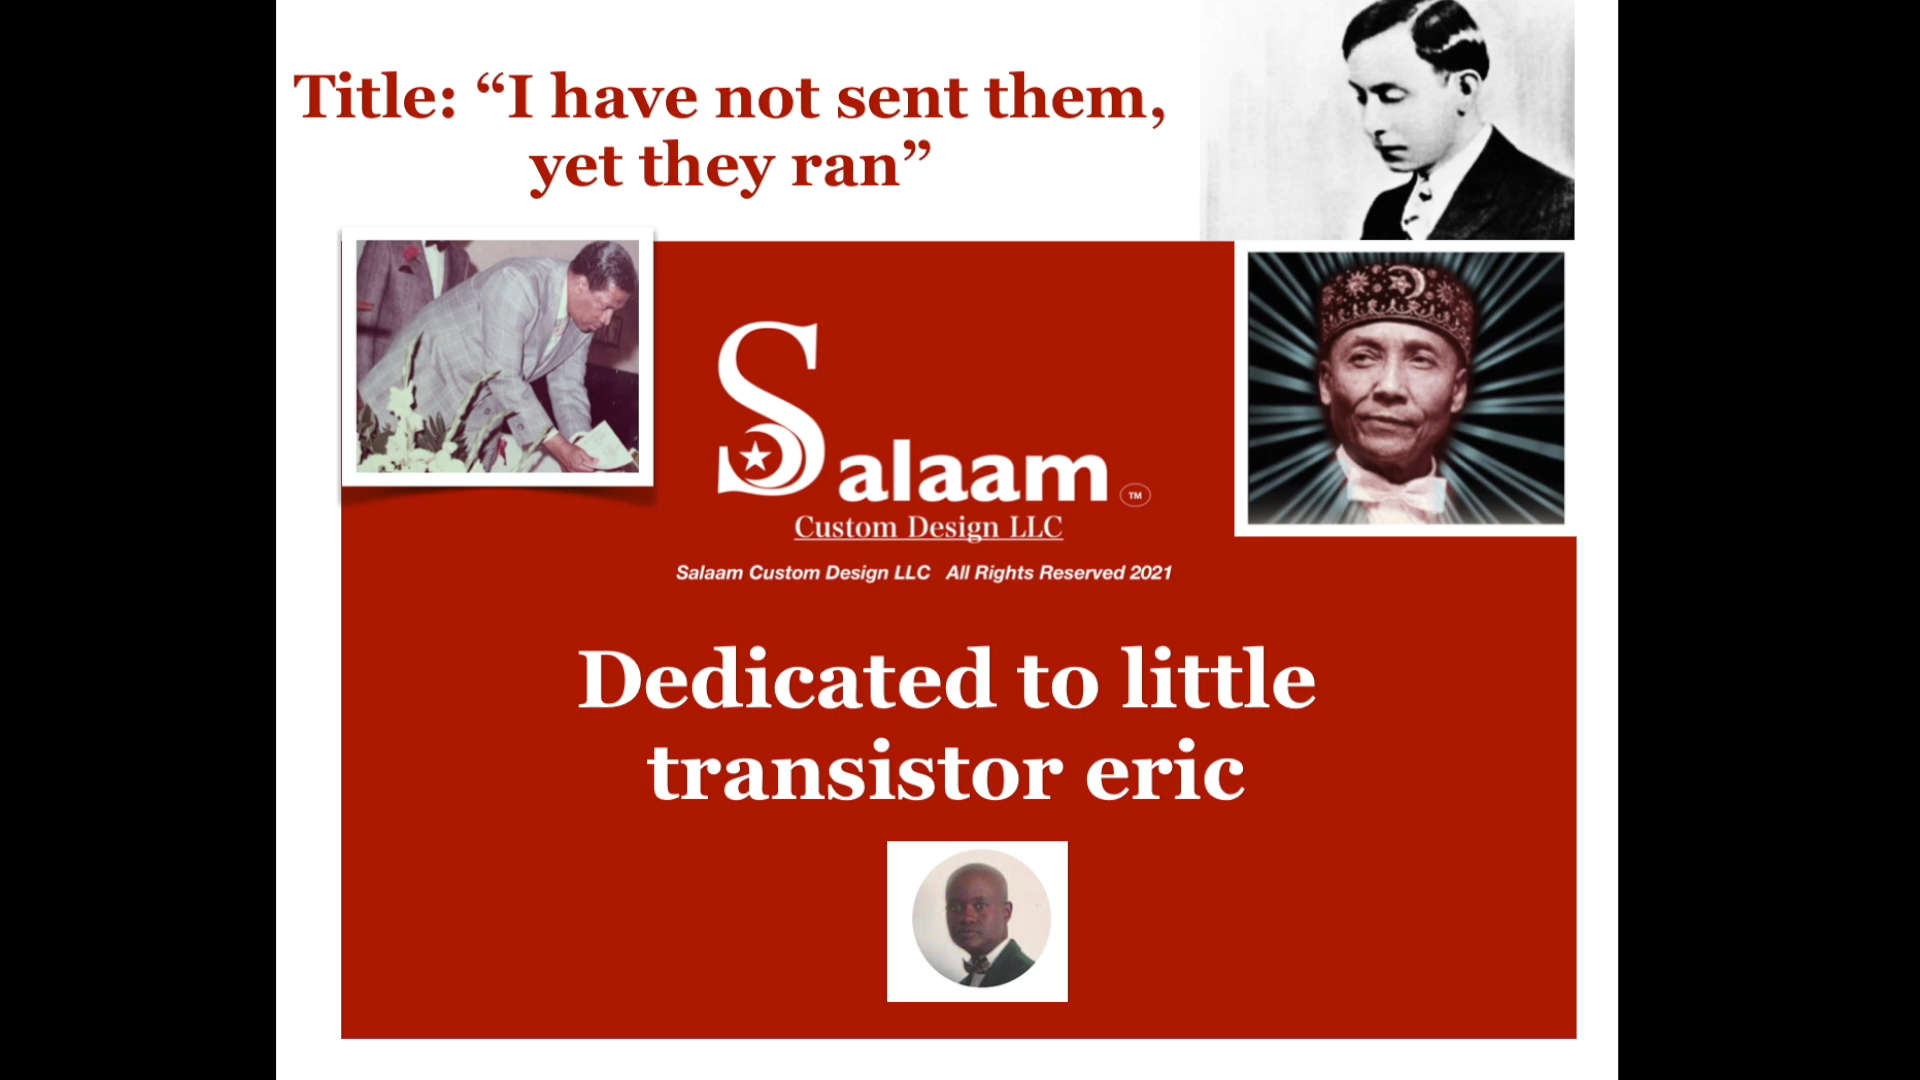 Title: “I have not sent them,
yet they ran”
Salaam TM
Custom Design LLC
Salaam Custom Design LLC All Rights Reserved 2021
Dedicated to little
transistor eric